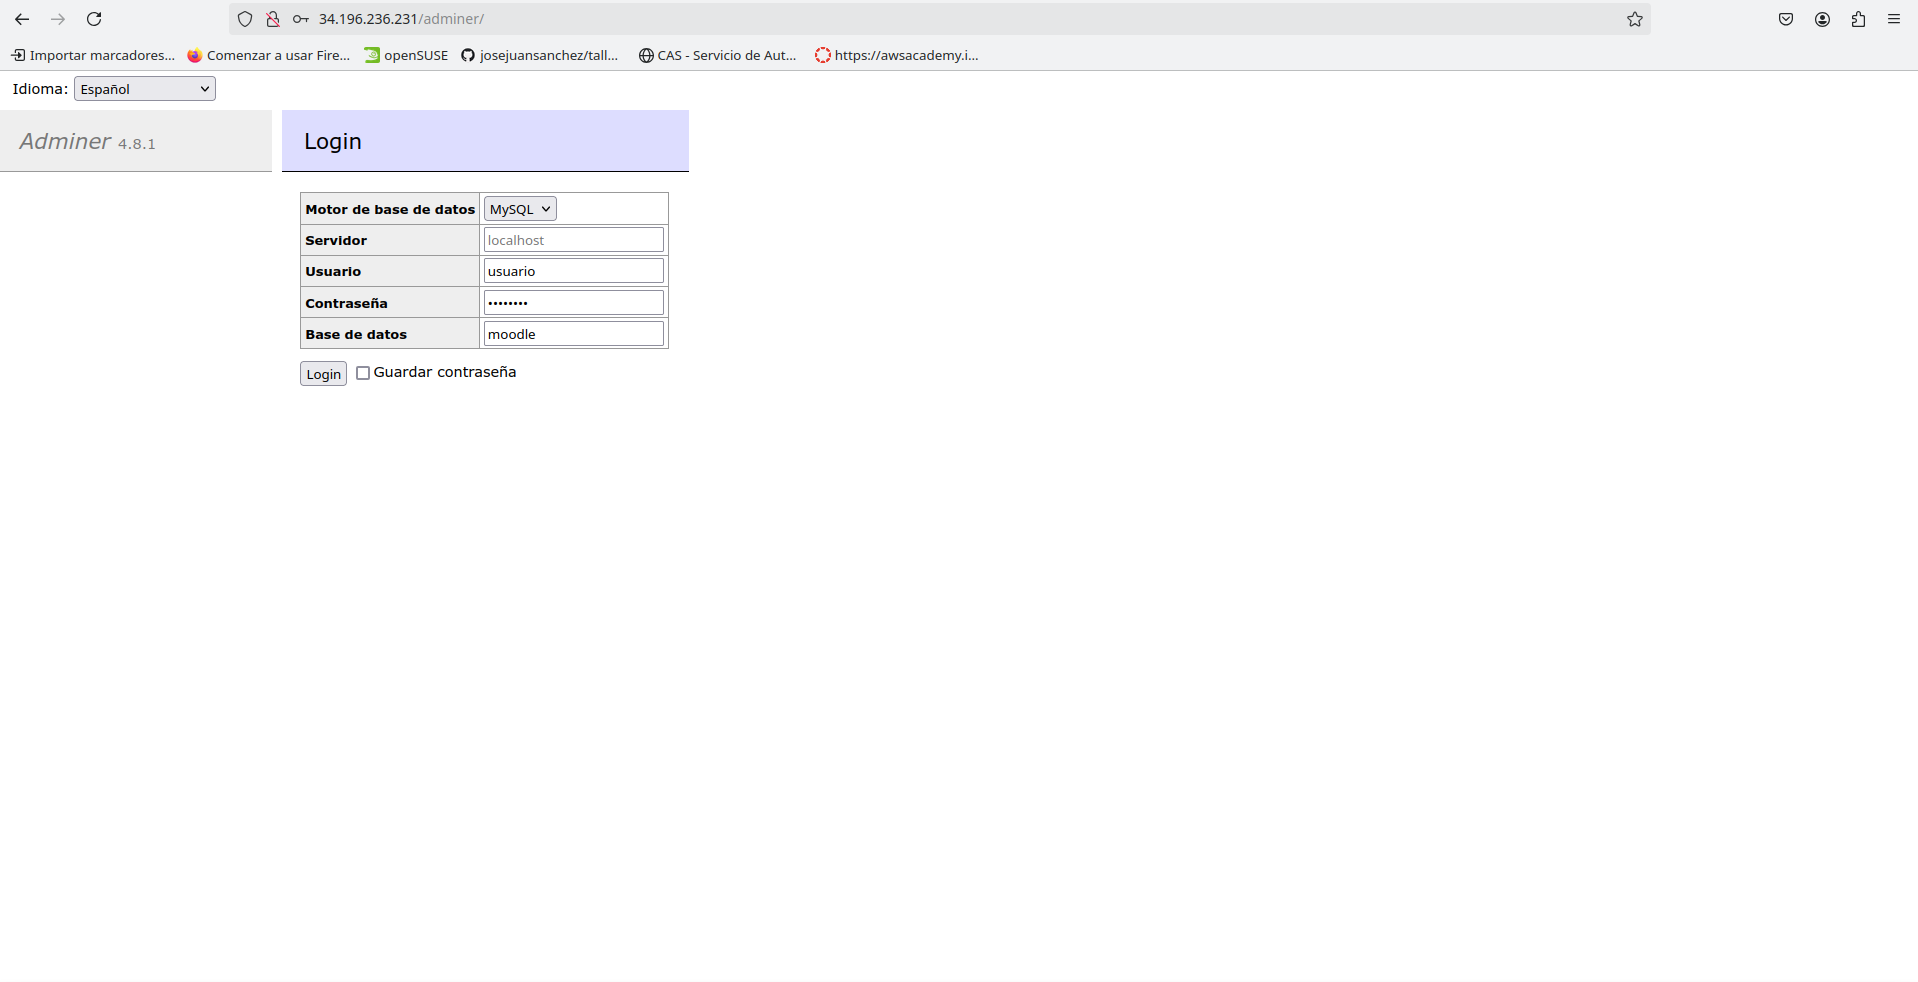 34.196.236.231/adminer/
Importar marcadores... Comenzar a usar Fire... openSUSE josejuansanchez/tall... CAS - Servicio de Aut... https://awsacademy.i...
Idioma: Español
Adminer 4.8.1
Login
Motor de base de datos MySQL
Servidor localhost
Usuario usuario
Contraseña ••••••••
Base de datos moodle
Login Guardar contraseña